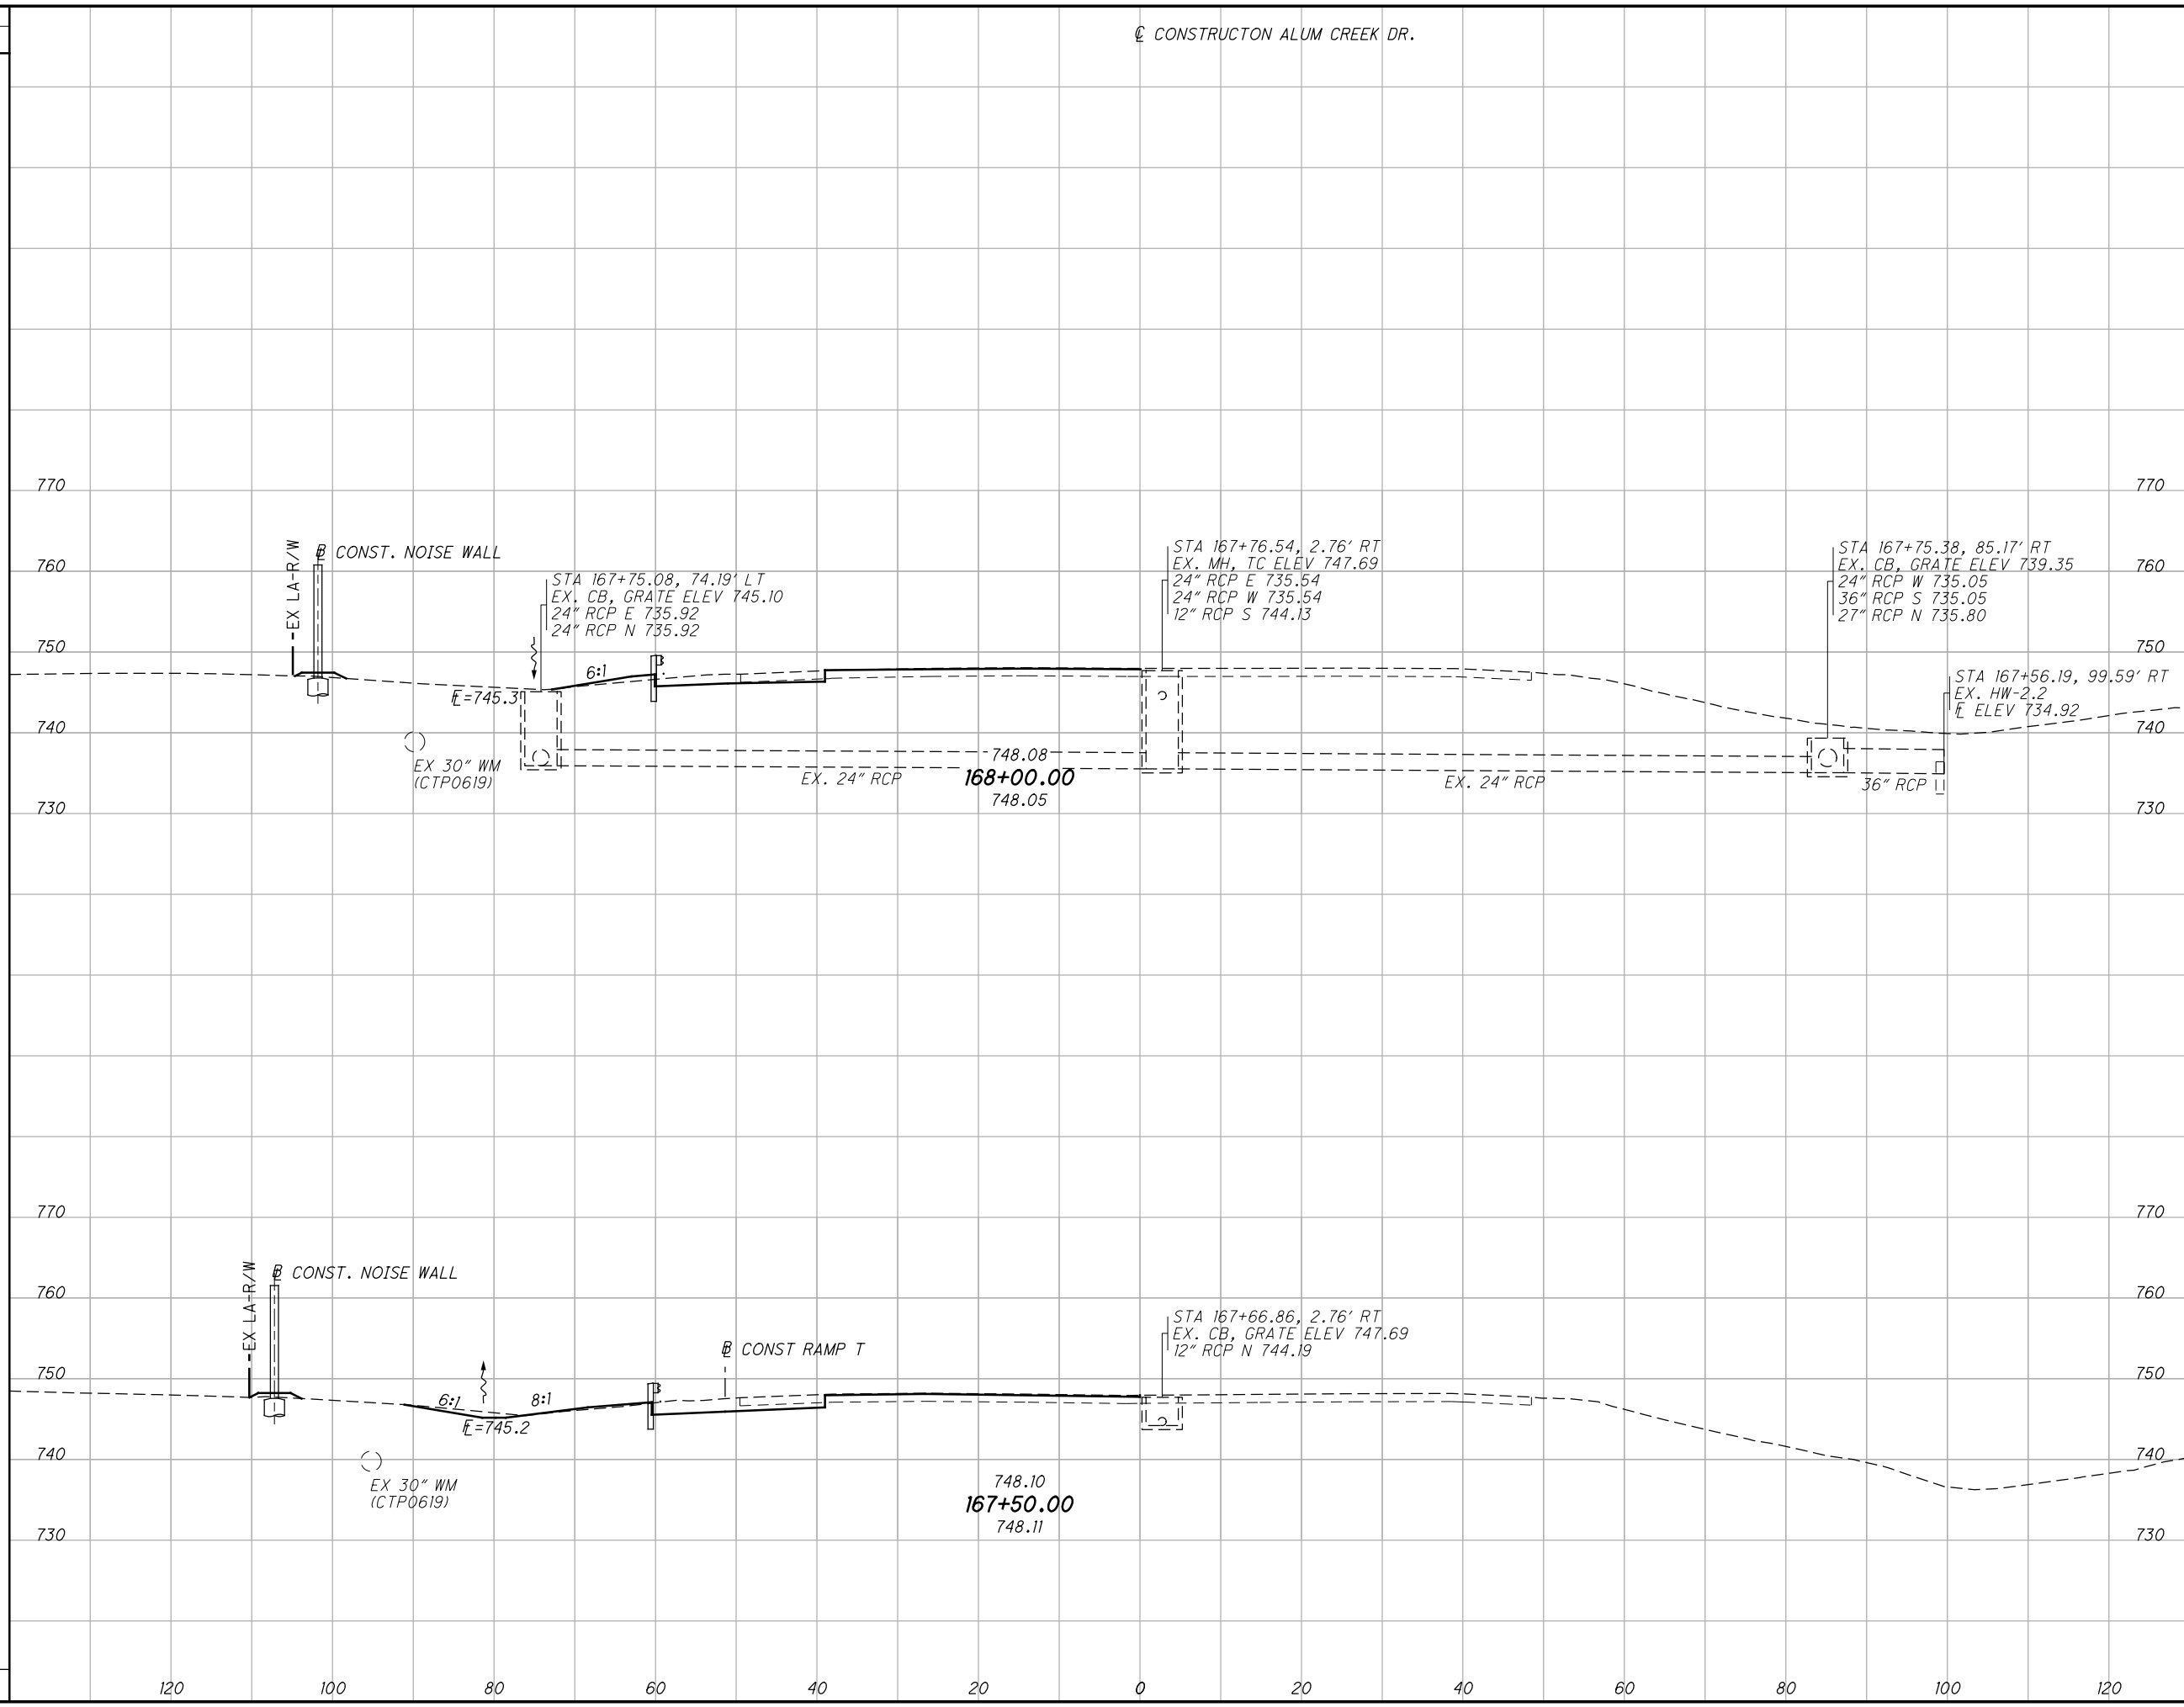 CONSTRUCTON ALUM CREEK DR.
770
770
EX LA-R/W
CONST. NOISE WALL
STA 167+76.54, 2.76' RT
EX. MH, TC ELEV 747.69
24" RCP E 735.54
24" RCP W 735.54
12" RCP S 744.13
STA 167+75.38, 85.17' RT
EX. CB, GRATE ELEV 739.35
24" RCP W 735.05
36" RCP S 735.05
27" RCP N 735.80
760
760
STA 167+75.08, 74.19' LT
EX. CB, GRATE ELEV 745.10
24" RCP E 735.92
24" RCP N 735.92
750
750
6:1
STA 167+56.19, 99.59' RT
EX. HW-2.2
ELEV 734.92
=745.3
740
740
EX 30" WM
(CTP0619)
748.08
EX. 24" RCP
168+00.00
748.05
EX. 24" RCP
36" RCP
730
730
770
770
EX LA-R/W
CONST. NOISE WALL
760
760
STA 167+66.86, 2.76' RT
EX. CB, GRATE ELEV 747.69
12" RCP N 744.19
CONST RAMP T
750
750
6:1
8:1
=745.2
740
740
EX 30" WM
(CTP0619)
748.10
167+50.00
748.11
730
730
120 100 80 60 40 20 0 20 40 60 80 100 120